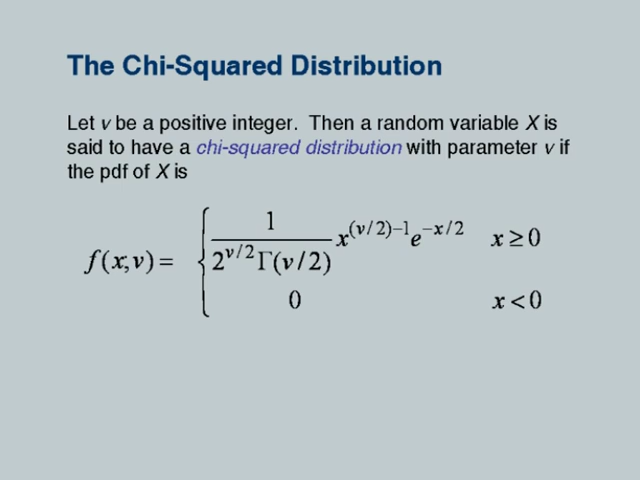 The Chi-Squared Distribution
Let v be a positive integer. Then a random variable X is
said to have a chi-squared distribution with parameter v if
the pdf of X is
f(x,v) = { 1 / (2^{v/2} Γ(v/2)) x^{(v/2)-1} e^{-x/2} x ≥ 0
0 x < 0